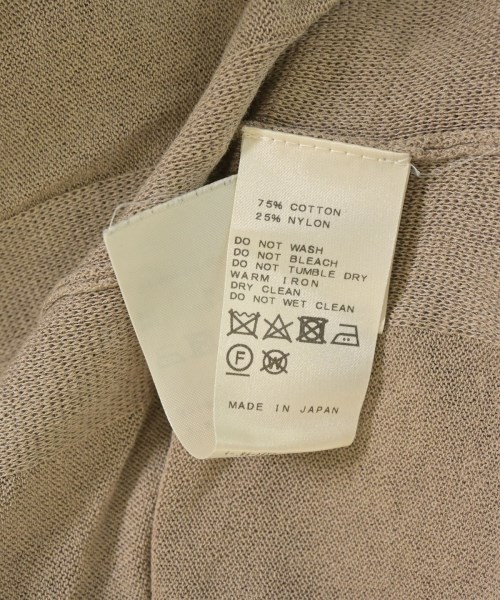 75% COTTON
25% NYLON
DO NOT WASH
DO NOT BLEACH
DO NOT TUMBLE DRY
WARM IRON
DRY CLEAN
DO NOT WET CLEAN
F W
MADE IN JAPAN